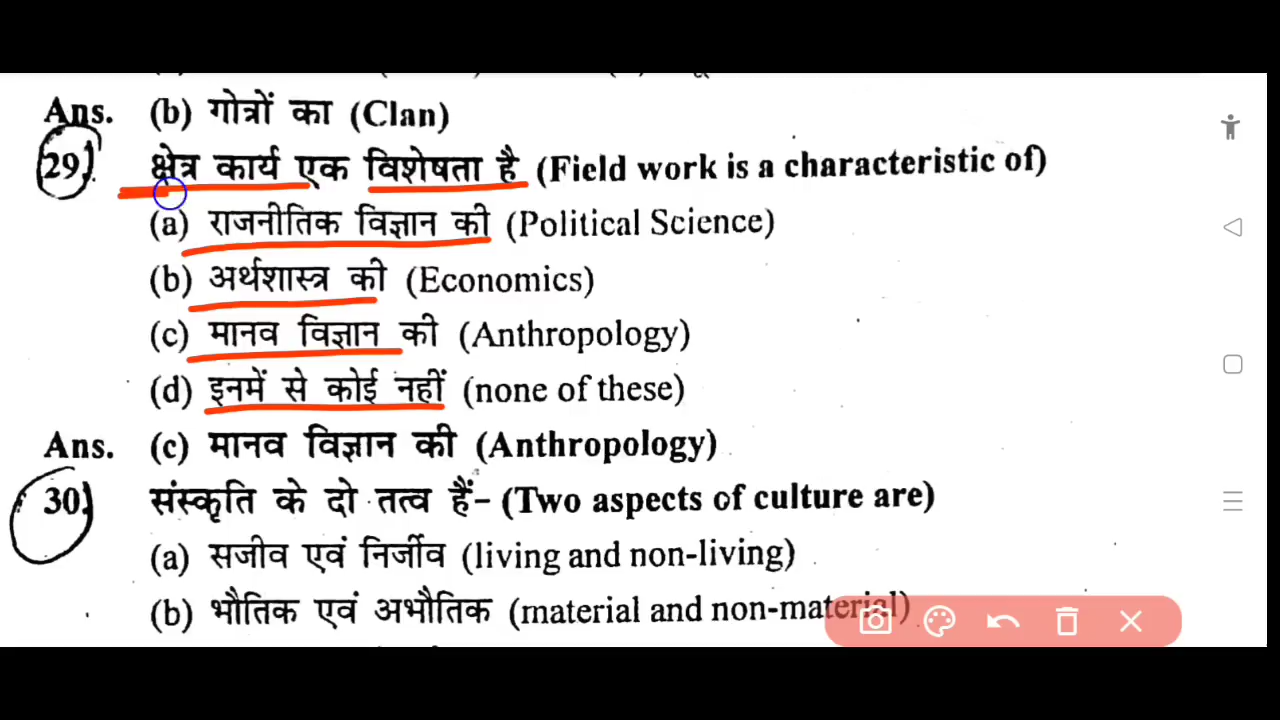 Ans. (b) गोत्रों का (Clan)
29. क्षेत्र कार्य एक विशेषता है (Field work is a characteristic of)
(a) राजनीतिक विज्ञान की (Political Science)
(b) अर्थशास्त्र की (Economics)
(c) मानव विज्ञान की (Anthropology)
(d) इनमें से कोई नहीं (none of these)
Ans. (c) मानव विज्ञान की (Anthropology)
30. संस्कृति के दो तत्व हैं- (Two aspects of culture are)
(a) सजीव एवं निर्जीव (living and non-living)
(b) भौतिक एवं अभौतिक (material and non-material)